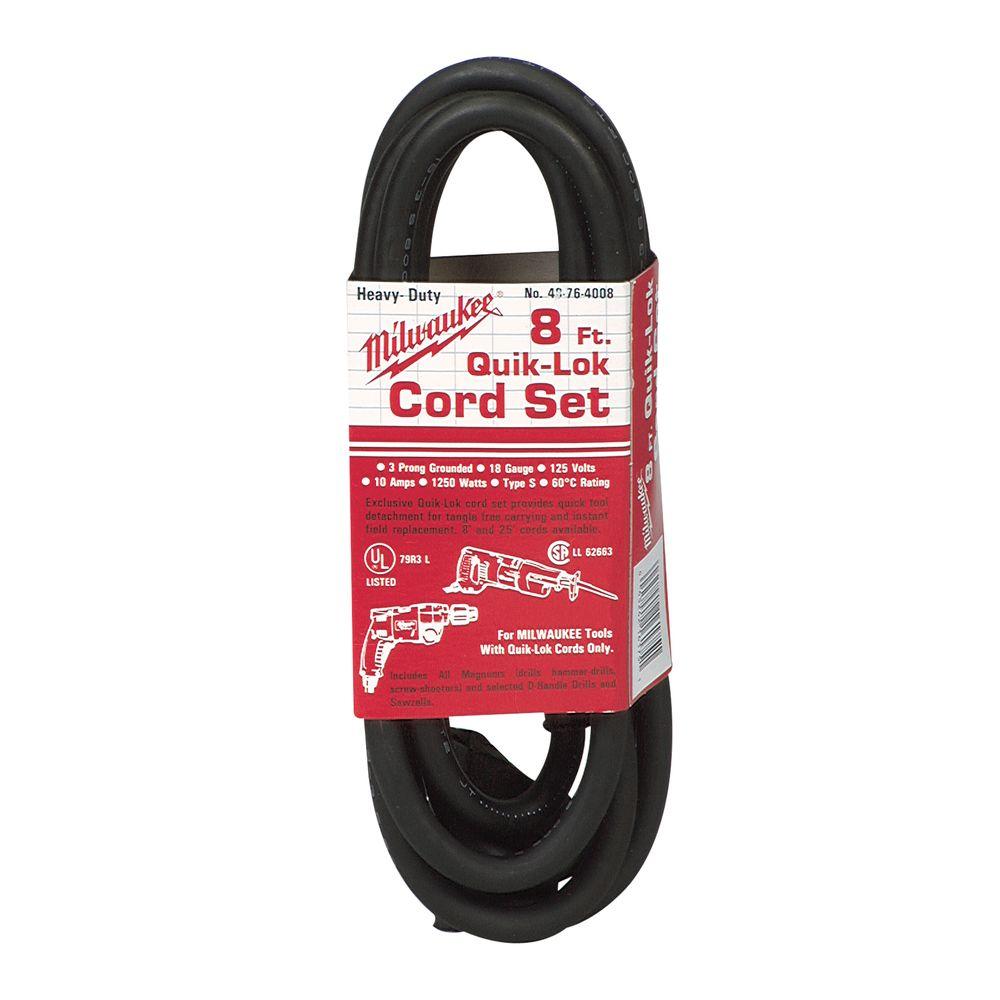 Heavy-Duty
No. 48-76-4008
Milwaukee®
8 Ft.
Quik-Lok
Cord Set
• 3 Prong Grounded • 18 Gauge • 125 Volts
• 10 Amps • 1250 Watts • Type S • 60°C Rating
Exclusive Quik-Lok cord set provides quick tool
detachment for tangle free carrying and instant
field replacement. 8' and 25' cords available.
UL
79R3 L
LISTED
SA
LL 62663
For MILWAUKEE Tools
With Quik-Lok Cords Only.
Includes All Magnums (drills hammer-drills,
screw-shooters) and selected D-Handle Drills and
Sawzalls.
8 Ft. Quik-Lok
Milwaukee